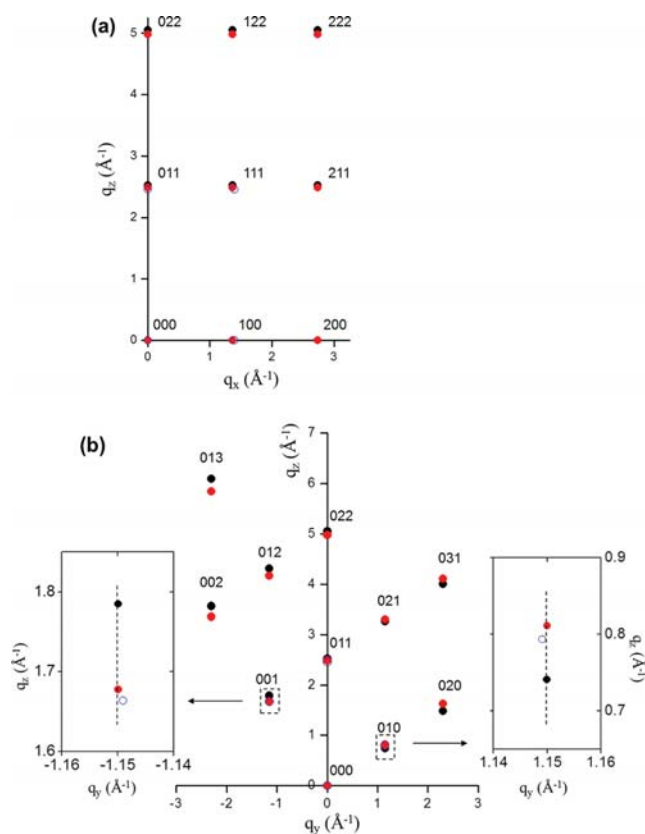 (a)
5
022
122
222
4
3
011
111
211
q_z (Å⁻¹)
2
1
0
000
100
200
0 1 2 3
q_x (Å⁻¹)
(b)
7
q_z (Å⁻¹)
013
6
022
5
012
031
4
002
021
3
011
2
001
020
1
010
000
0
-3 -2 -1 0 1 2 3
q_y (Å⁻¹)
1.8
q_z (Å⁻¹)
1.7
1.6
-1.16 -1.15 -1.14
q_y (Å⁻¹)
0.9
q_z (Å⁻¹)
0.8
0.7
1.14 1.15 1.16
q_y (Å⁻¹)